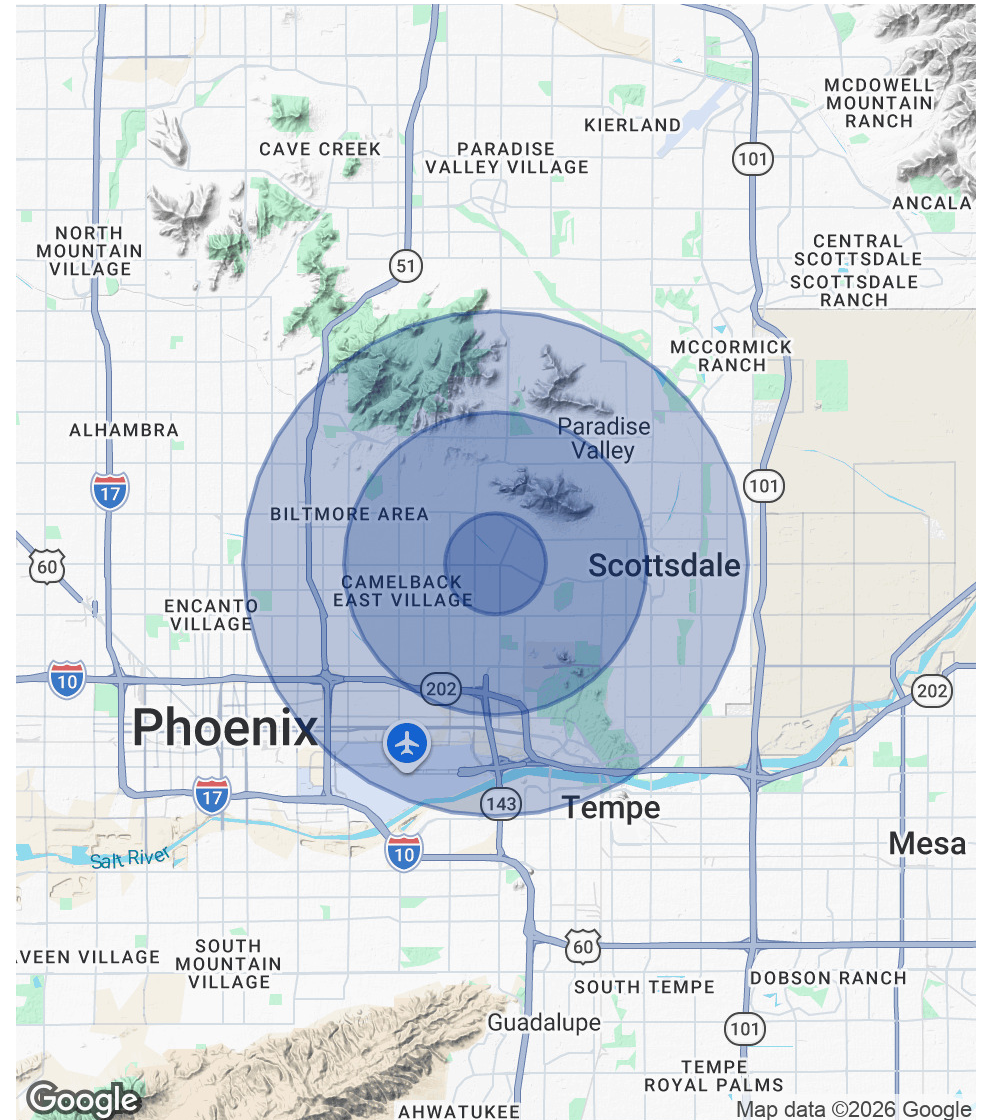 MCDOWELL
MOUNTAIN
RANCH
KIERLAND
CAVE CREEK
PARADISE
VALLEY VILLAGE
101
ANCALA
NORTH
MOUNTAIN
VILLAGE
CENTRAL
SCOTTSDALE
51
SCOTTSDALE
RANCH
MCCORMICK
RANCH
ALHAMBRA
Paradise
Valley
17
101
BILTMORE AREA
60
Scottsdale
CAMELBACK
EAST VILLAGE
ENCANTO
VILLAGE
10
202
202
Phoenix
17
143
Tempe
10
Mesa
Salt River
60
AVEEN VILLAGE
SOUTH
MOUNTAIN
VILLAGE
SOUTH TEMPE
DOBSON RANCH
Guadalupe
101
TEMPE
ROYAL PALMS
Google
AHWATUKEE
Map data ©2026 Google